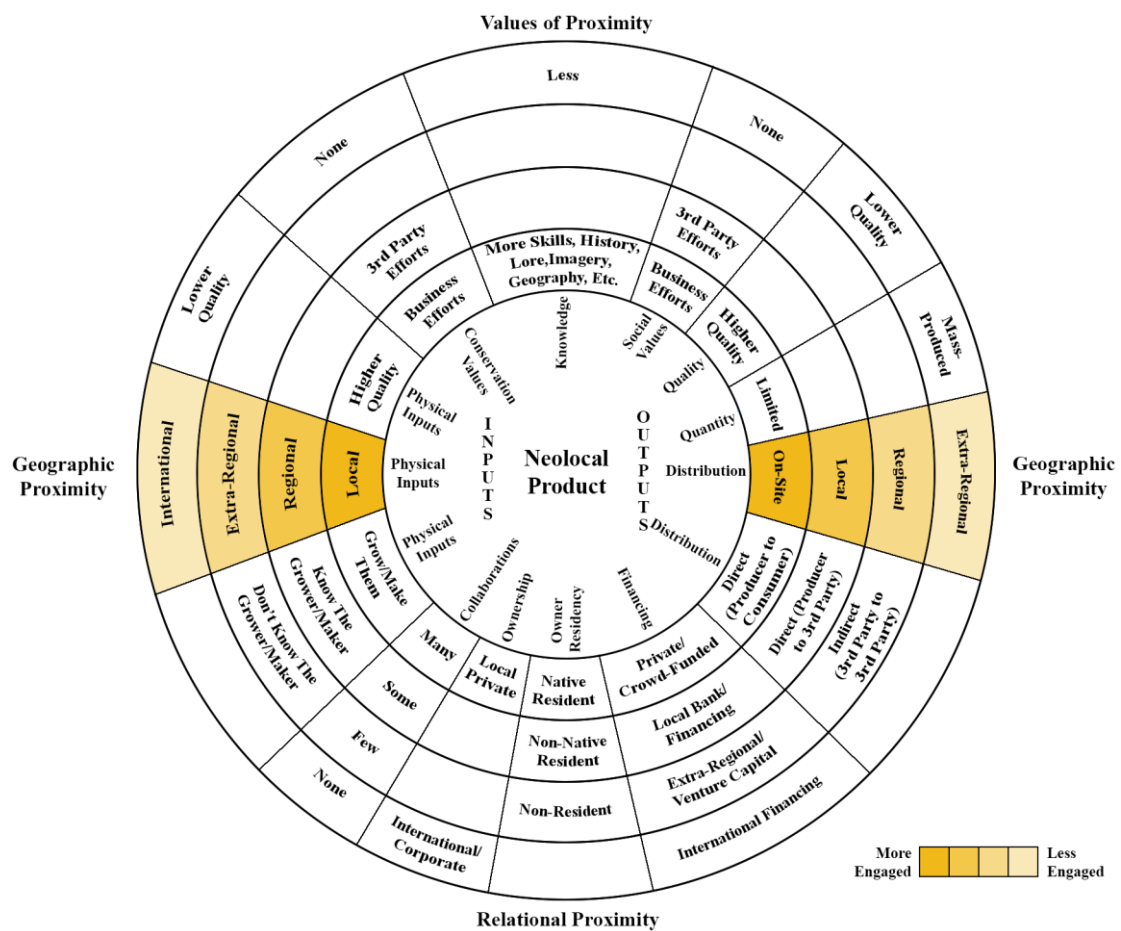 Values of Proximity
Less
None
None
Lower
Quality
Lower
Quality
Mass-
Produced
3rd Party
Efforts
3rd Party
Efforts
Business
Efforts
More Skills, History,
Lore,Imagery,
Geography, Etc.
Business
Efforts
Higher
Quality
Higher
Quality
Limited
Conservation
Values
Knowledge
Social
Values
Physical
Inputs
Quality
Quantity
Geographic
Proximity
International
Extra-Regional
Regional
Local
Physical
Inputs
INPUTS
Neolocal
Product
OUTPUTS
Distribution
On-Site
Local
Regional
Extra-Regional
Geographic
Proximity
Physical
Inputs
Collaborations
Ownership
Owner
Residency
Financing
Distribution
Grow/Make
Them
Know The
Grower/Maker
Don't Know The
Grower/Maker
Many
Some
Few
None
Local
Private
International/
Corporate
Native
Resident
Non-Native
Resident
Non-Resident
Private/
Crowd-Funded
Local Bank/
Financing
Extra-Regional/
Venture Capital
International Financing
Direct
(Producer to
Consumer)
Direct (Producer
to 3rd Party)
Indirect
(3rd Party to
3rd Party)
More
Engaged
Less
Engaged
Relational Proximity